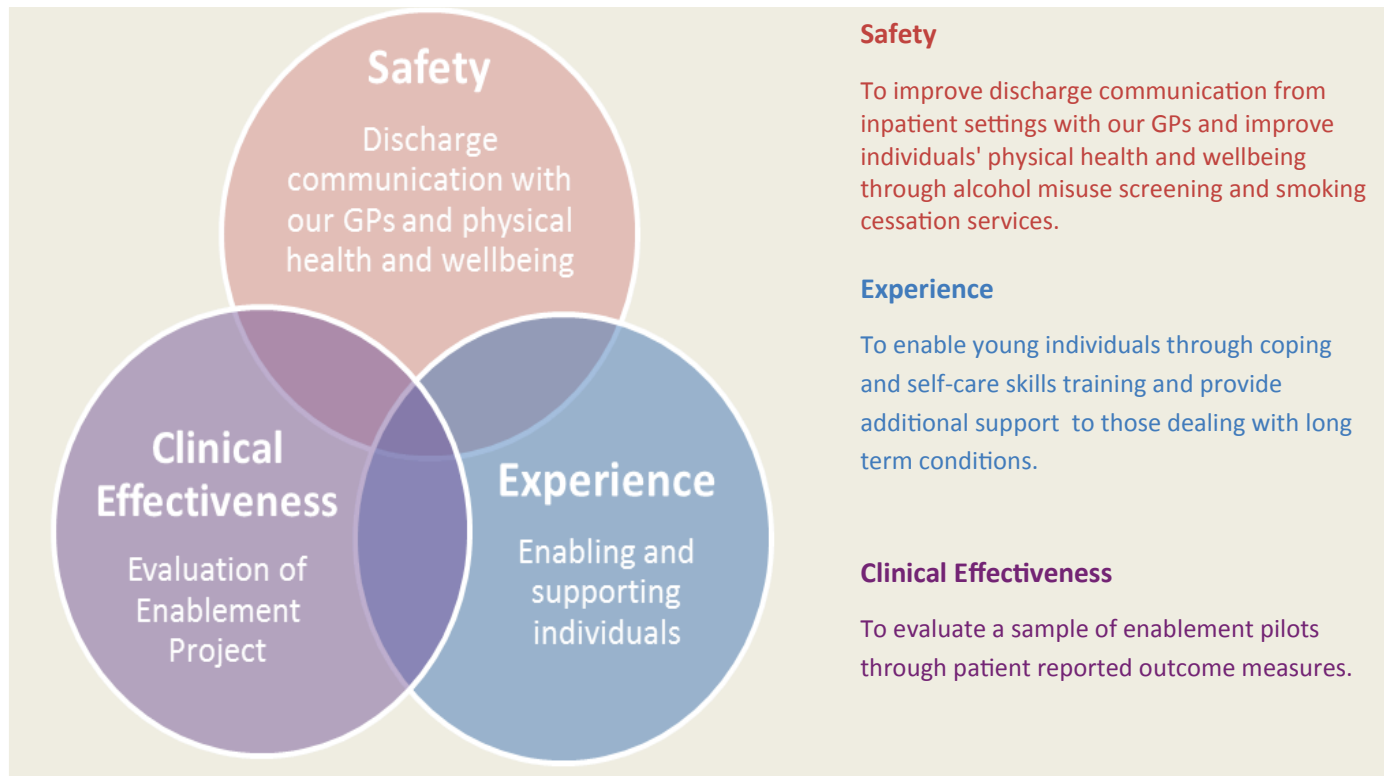 Safety
Discharge
communication with
our GPs and physical
health and wellbeing
Clinical
Effectiveness
Evaluation of
Enablement
Project
Experience
Enabling and
supporting
individuals
Safety
To improve discharge communication from
inpatient settings with our GPs and improve
individuals' physical health and wellbeing
through alcohol misuse screening and smoking
cessation services.
Experience
To enable young individuals through coping
and self-care skills training and provide
additional support to those dealing with long
term conditions.
Clinical Effectiveness
To evaluate a sample of enablement pilots
through patient reported outcome measures.